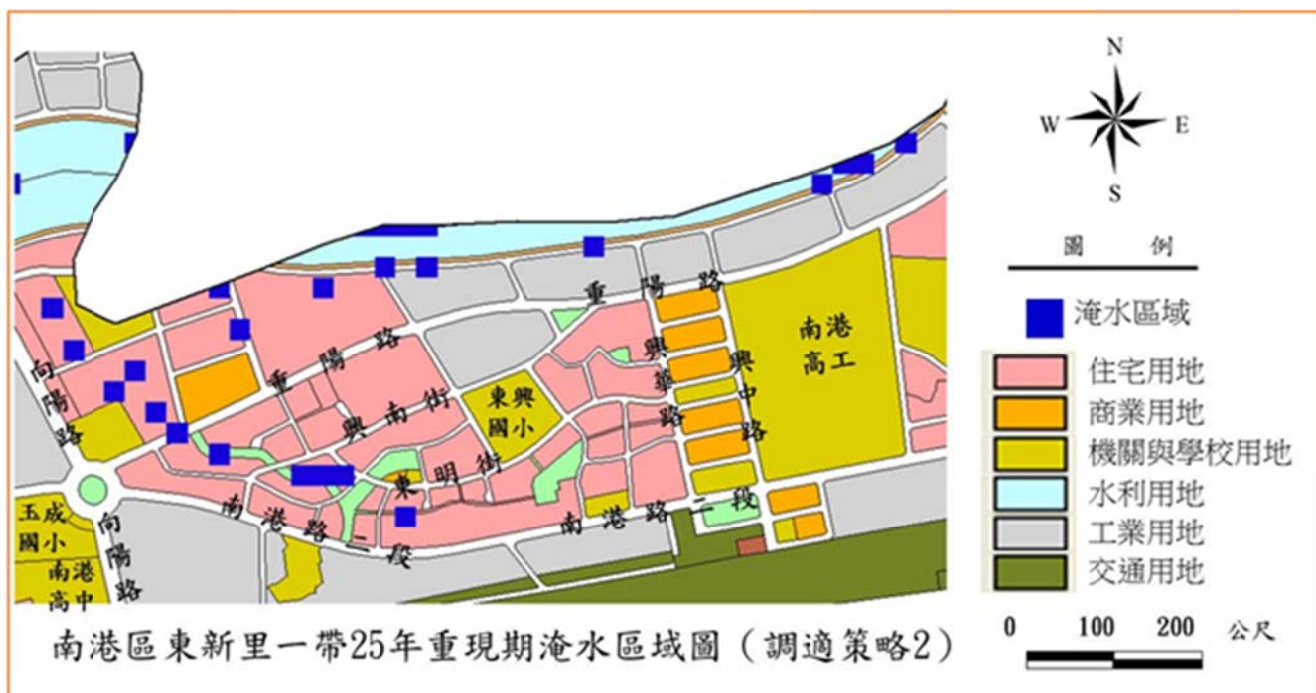 N
W E
S
圖 例
淹水區域
住宅用地
商業用地
機關與學校用地
水利用地
工業用地
交通用地
0 100 200 公尺
重陽路
重陽路
向陽路
興南街
東興
國小
興華路
興中路
南港
高工
東明街
南港路二段
南港路二段
玉成
國小
南港
高中
向陽路
南港區東新里一帶25年重現期淹水區域圖（調適策略2）